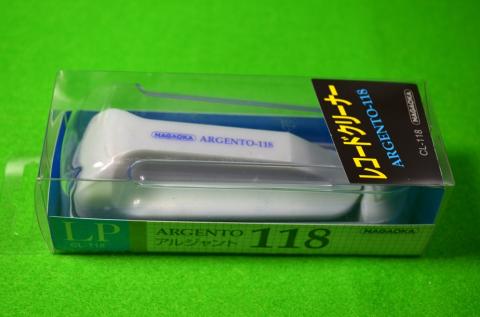 NAGAOKA ARGENTO-118
レコードクリーナー
ARGENTO-118
CL-118 NAGAOKA
LP
CL-118
ARGENTO
アルジャント
118
NAGAOKA